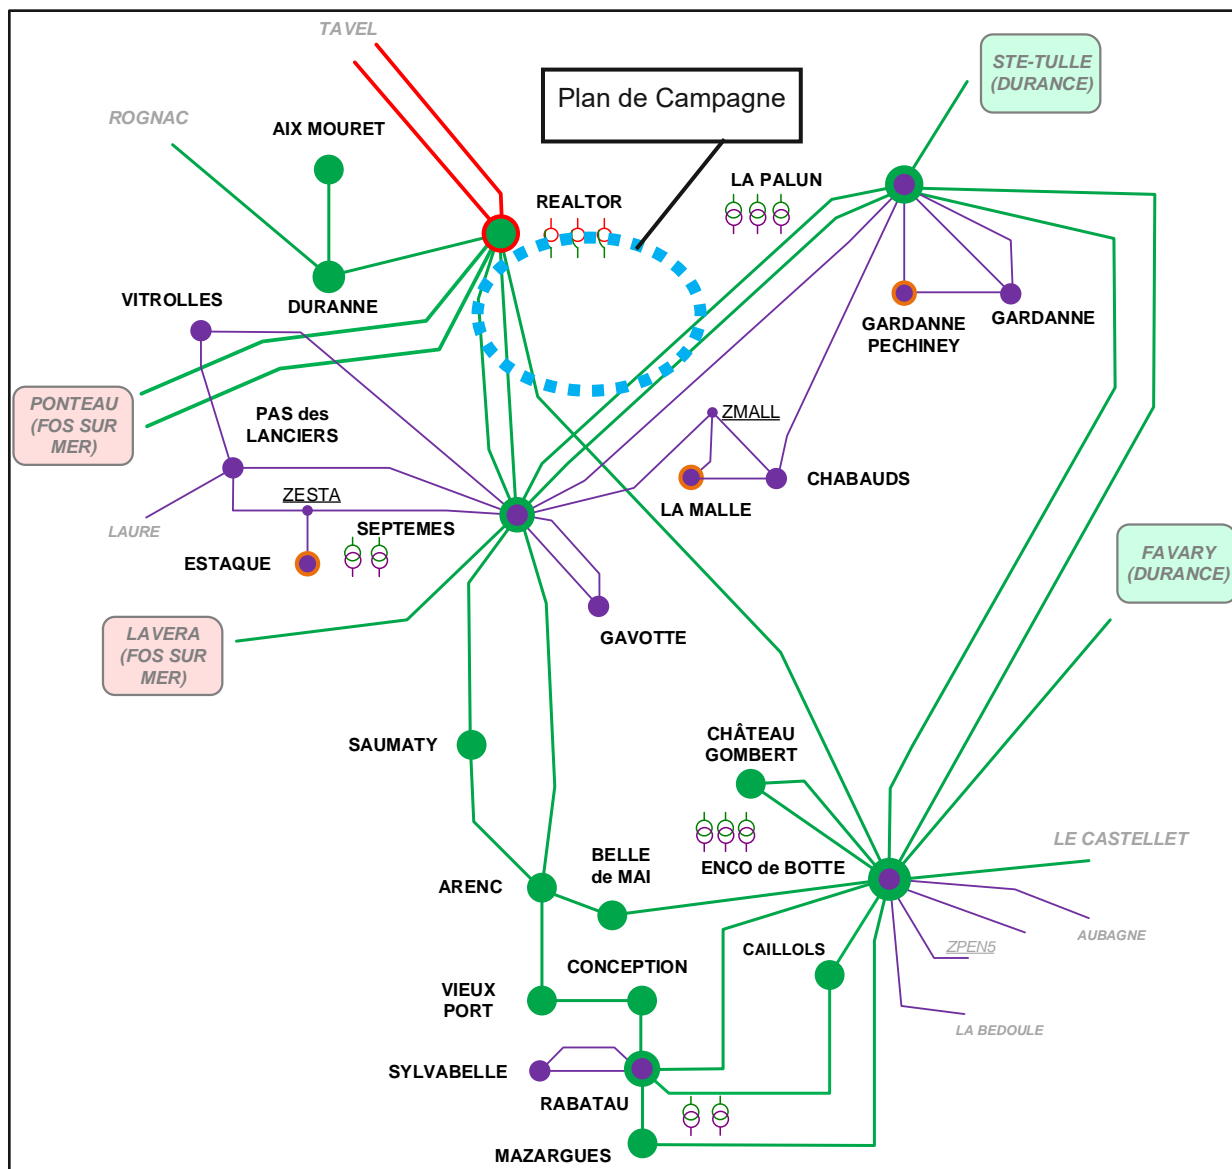 TAVEL
ROGNAC
AIX MOURET
Plan de Campagne
STE-TULLE
(DURANCE)
LA PALUN
REALTOR
VITROLLES
DURANNE
GARDANNE
PECHINEY
GARDANNE
PONTEAU
(FOS SUR
MER)
PAS des
LANCIERS
ZMALL
CHABAUDS
LA MALLE
ZESTA
LAURE
SEPTEMES
ESTAQUE
FAVARY
(DURANCE)
GAVOTTE
LAVERA
(FOS SUR
MER)
SAUMATY
CHÂTEAU
GOMBERT
LE CASTELLET
BELLE
de MAI
ENCO de BOTTE
ARENC
AUBAGNE
ZPEN5
CAILLOLS
CONCEPTION
VIEUX
PORT
LA BEDOULE
SYLVABELLE
RABATAU
MAZARGUES